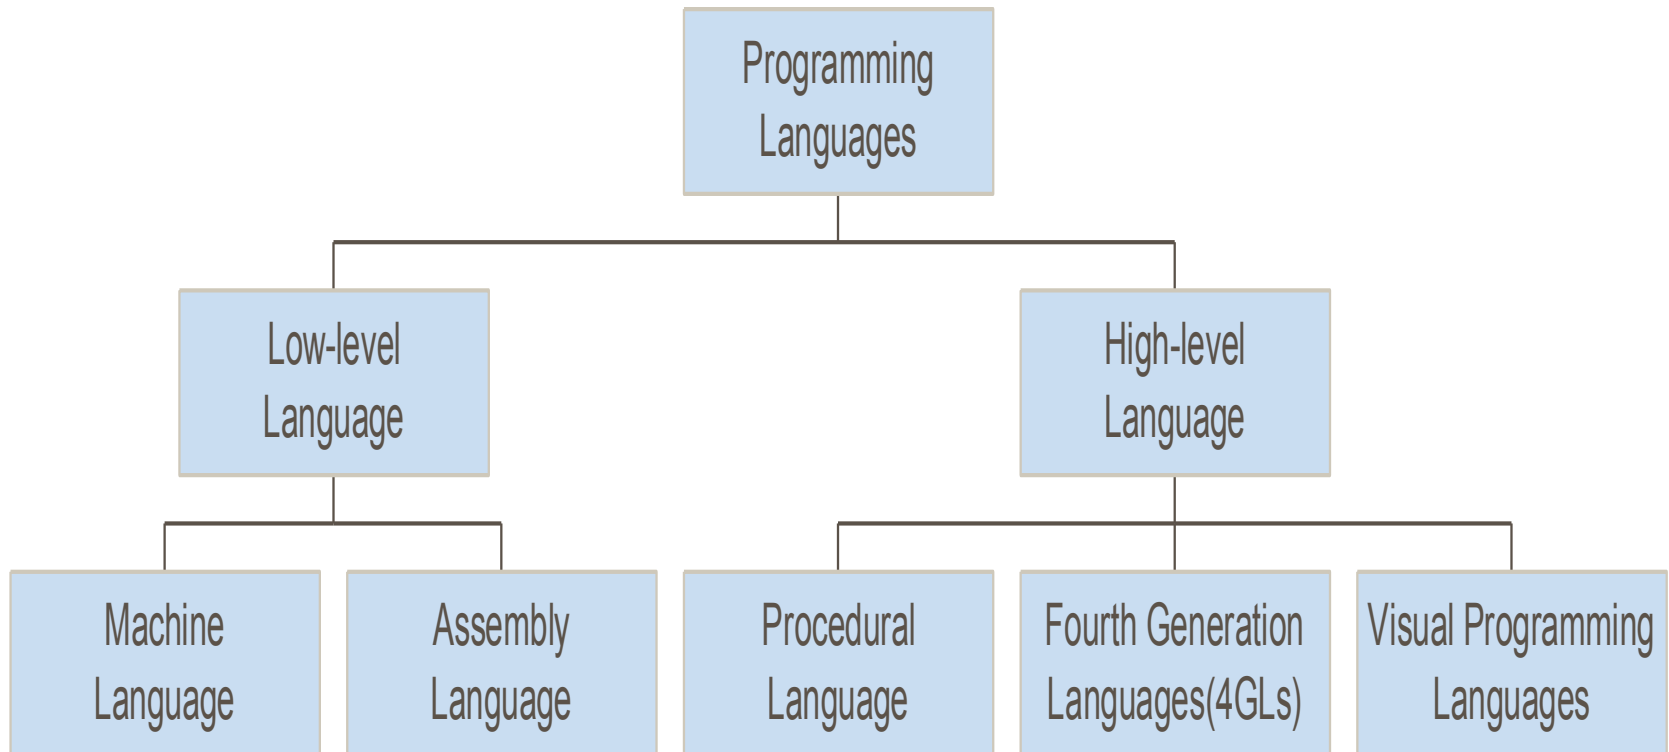 Programming
Languages
Low-level
Language
High-level
Language
Machine
Language
Assembly
Language
Procedural
Language
Fourth Generation
Languages(4GLs)
Visual Programming
Languages